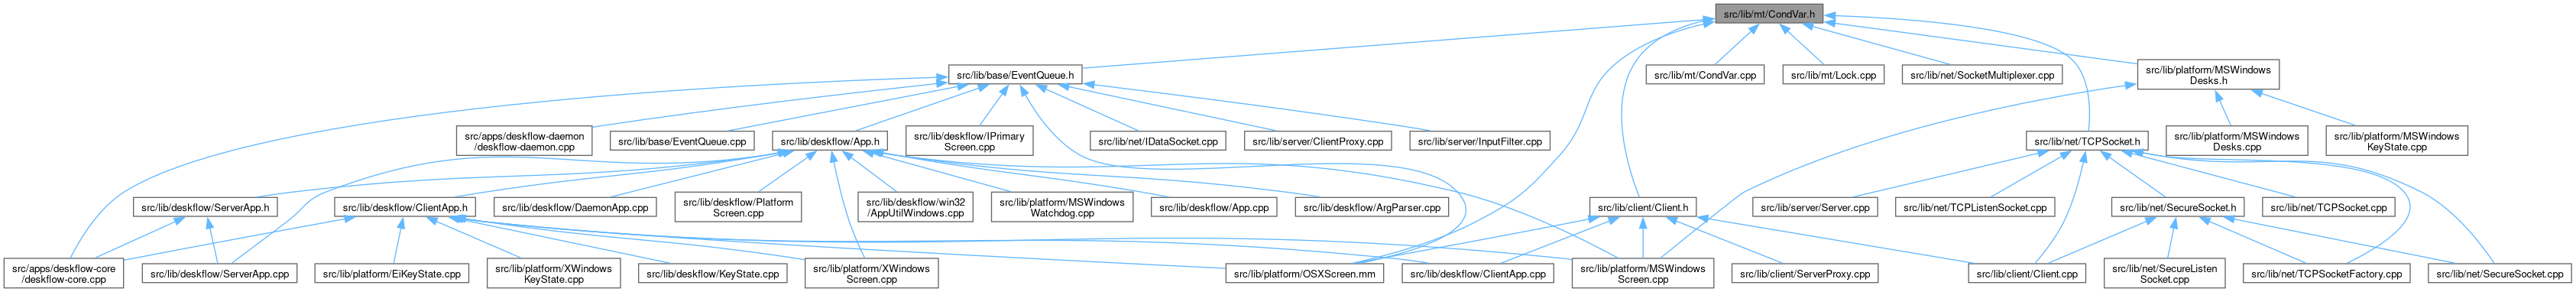 src/lib/mt/CondVar.h
src/lib/base/EventQueue.h
src/lib/mt/CondVar.cpp
src/lib/mt/Lock.cpp
src/lib/net/SocketMultiplexer.cpp
src/lib/platform/MSWindows
Desks.h
src/apps/deskflow-daemon
/deskflow-daemon.cpp
src/lib/base/EventQueue.cpp
src/lib/deskflow/App.h
src/lib/deskflow/IPrimary
Screen.cpp
src/lib/net/IDataSocket.cpp
src/lib/server/ClientProxy.cpp
src/lib/server/InputFilter.cpp
src/lib/net/TCPSocket.h
src/lib/platform/MSWindows
Desks.cpp
src/lib/platform/MSWindows
KeyState.cpp
src/lib/deskflow/ServerApp.h
src/lib/deskflow/ClientApp.h
src/lib/deskflow/DaemonApp.cpp
src/lib/deskflow/Platform
Screen.cpp
src/lib/deskflow/win32
/AppUtilWindows.cpp
src/lib/platform/MSWindows
Watchdog.cpp
src/lib/deskflow/App.cpp
src/lib/deskflow/ArgParser.cpp
src/lib/client/Client.h
src/lib/server/Server.cpp
src/lib/net/TCPListenSocket.cpp
src/lib/net/SecureSocket.h
src/lib/net/TCPSocket.cpp
src/apps/deskflow-core
/deskflow-core.cpp
src/lib/deskflow/ServerApp.cpp
src/lib/platform/EiKeyState.cpp
src/lib/platform/XWindows
KeyState.cpp
src/lib/deskflow/KeyState.cpp
src/lib/platform/XWindows
Screen.cpp
src/lib/platform/OSXScreen.mm
src/lib/deskflow/ClientApp.cpp
src/lib/platform/MSWindows
Screen.cpp
src/lib/client/ServerProxy.cpp
src/lib/client/Client.cpp
src/lib/net/SecureListen
Socket.cpp
src/lib/net/TCPSocketFactory.cpp
src/lib/net/SecureSocket.cpp